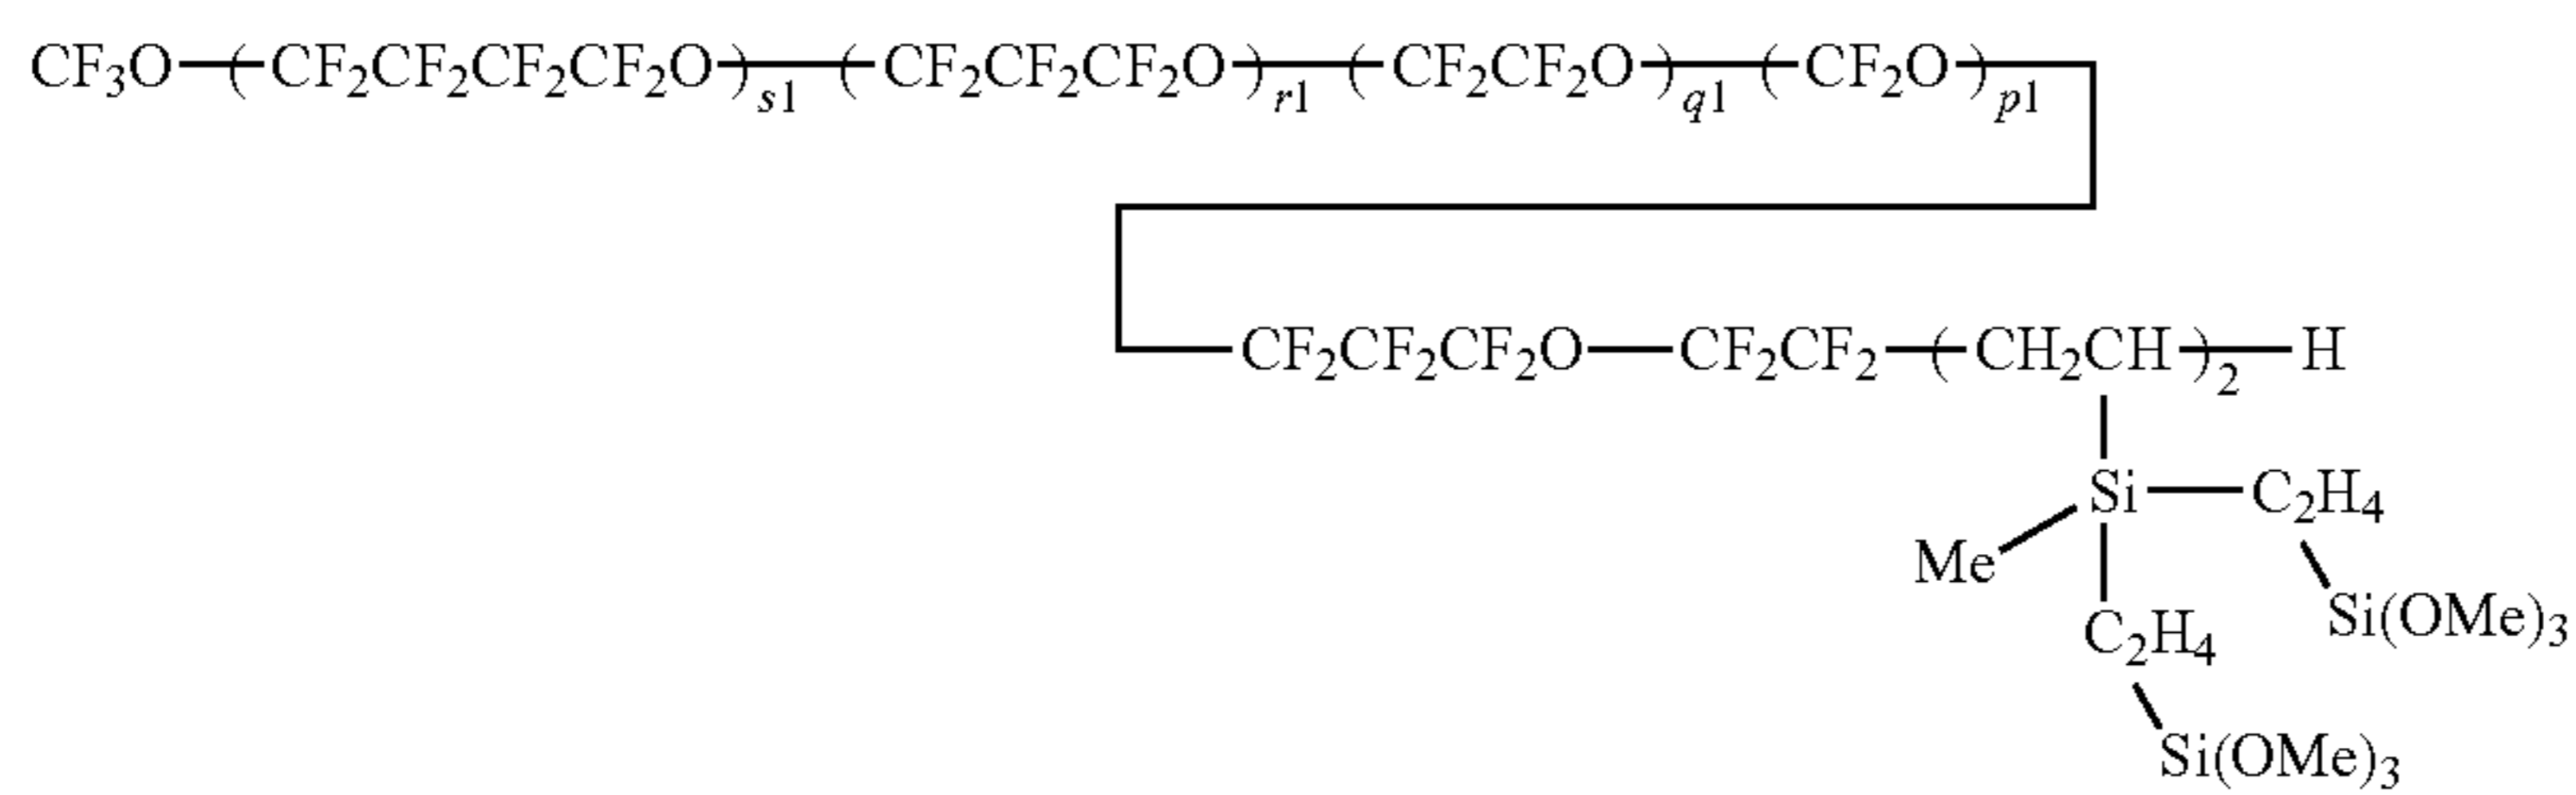 CF₃O—(CF₂CF₂CF₂CF₂O)s1—(CF₂CF₂CF₂O)r1—(CF₂CF₂O)q1—(CF₂O)p1
CF₂CF₂CF₂O—CF₂CF₂—(CH₂CH)₂—H
Si—C₂H₄
Me
Si(OMe)₃
C₂H₄
Si(OMe)₃